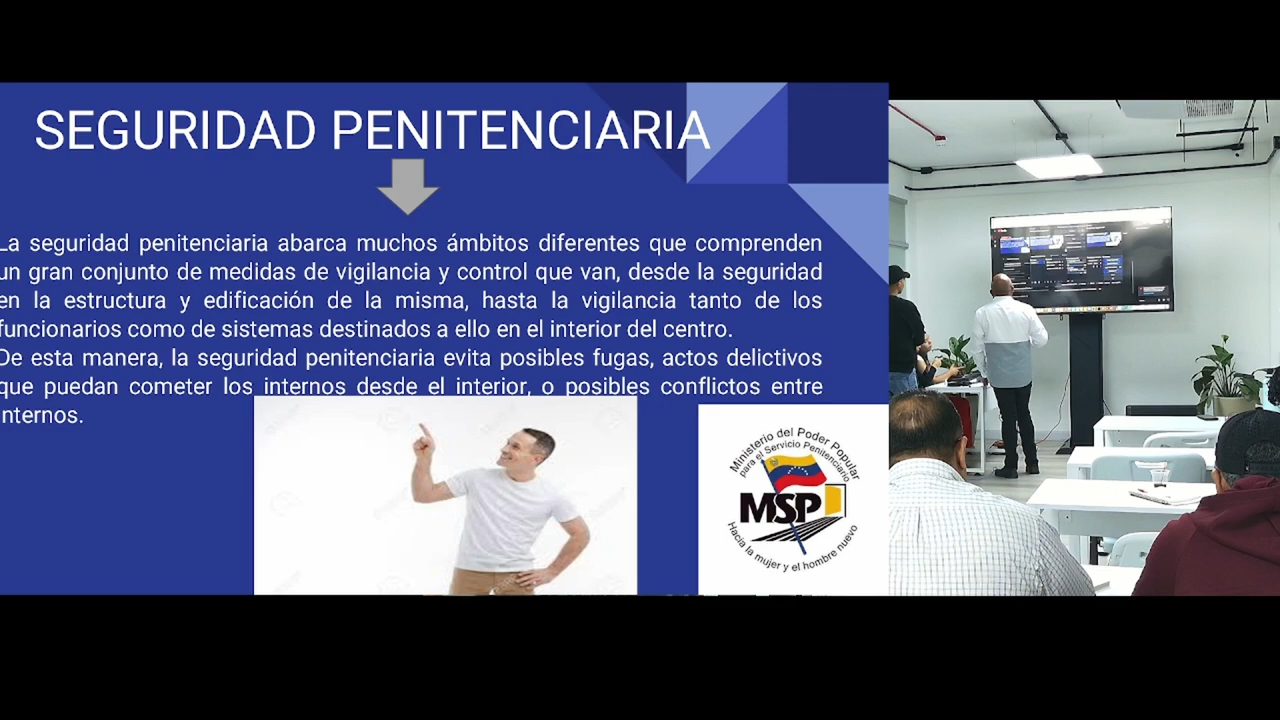 SEGURIDAD PENITENCIARIA
La seguridad penitenciaria abarca muchos ámbitos diferentes que comprenden
un gran conjunto de medidas de vigilancia y control que van, desde la seguridad
en la estructura y edificación de la misma, hasta la vigilancia tanto de los
funcionarios como de sistemas destinados a ello en el interior del centro.
De esta manera, la seguridad penitenciaria evita posibles fugas, actos delictivos
que puedan cometer los internos desde el interior, o posibles conflictos entre
internos.
Ministerio del Poder Popular
para el Servicio Penitenciario
MSP
Hacia la mujer y el hombre nuevo